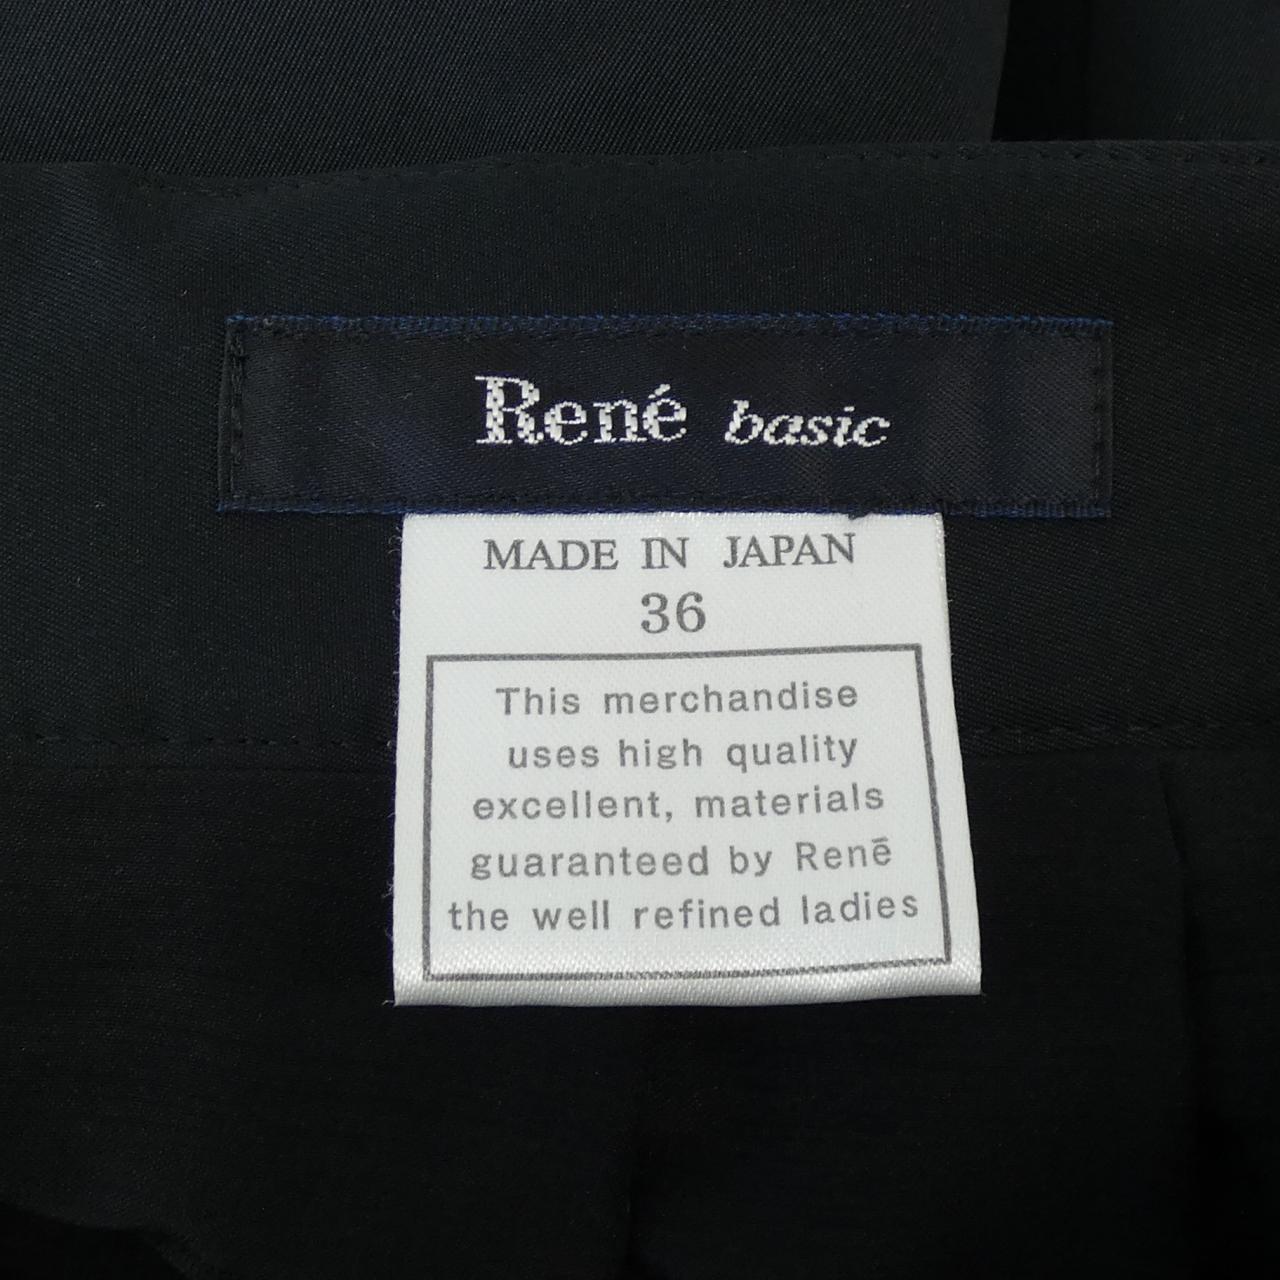 René basic
MADE IN JAPAN
36
This merchandise
uses high quality
excellent, materials
guaranteed by Renē
the well refined ladies